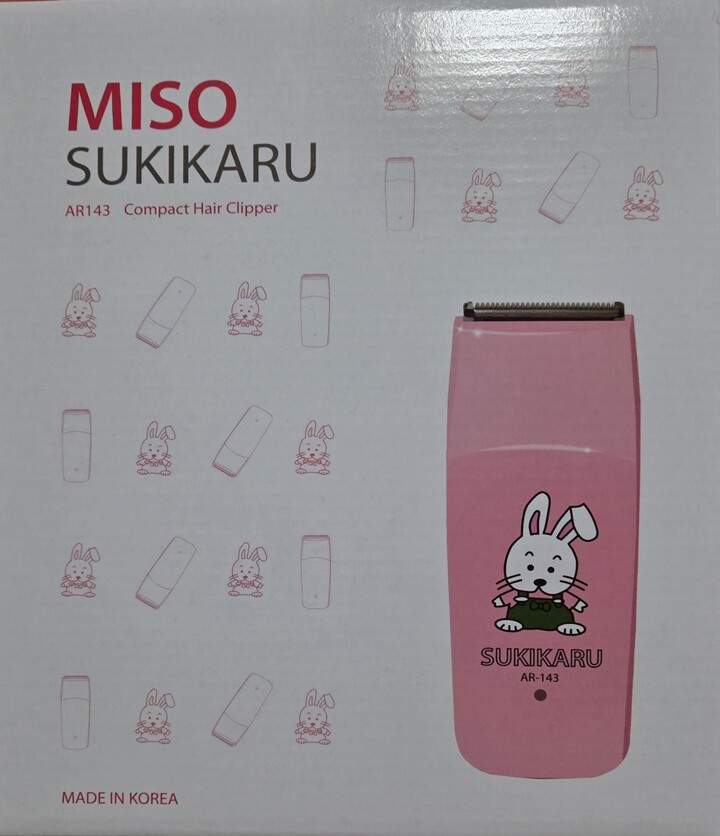 MISO
SUKIKARU
AR143 Compact Hair Clipper
SUKIKARU
AR-143
MADE IN KOREA